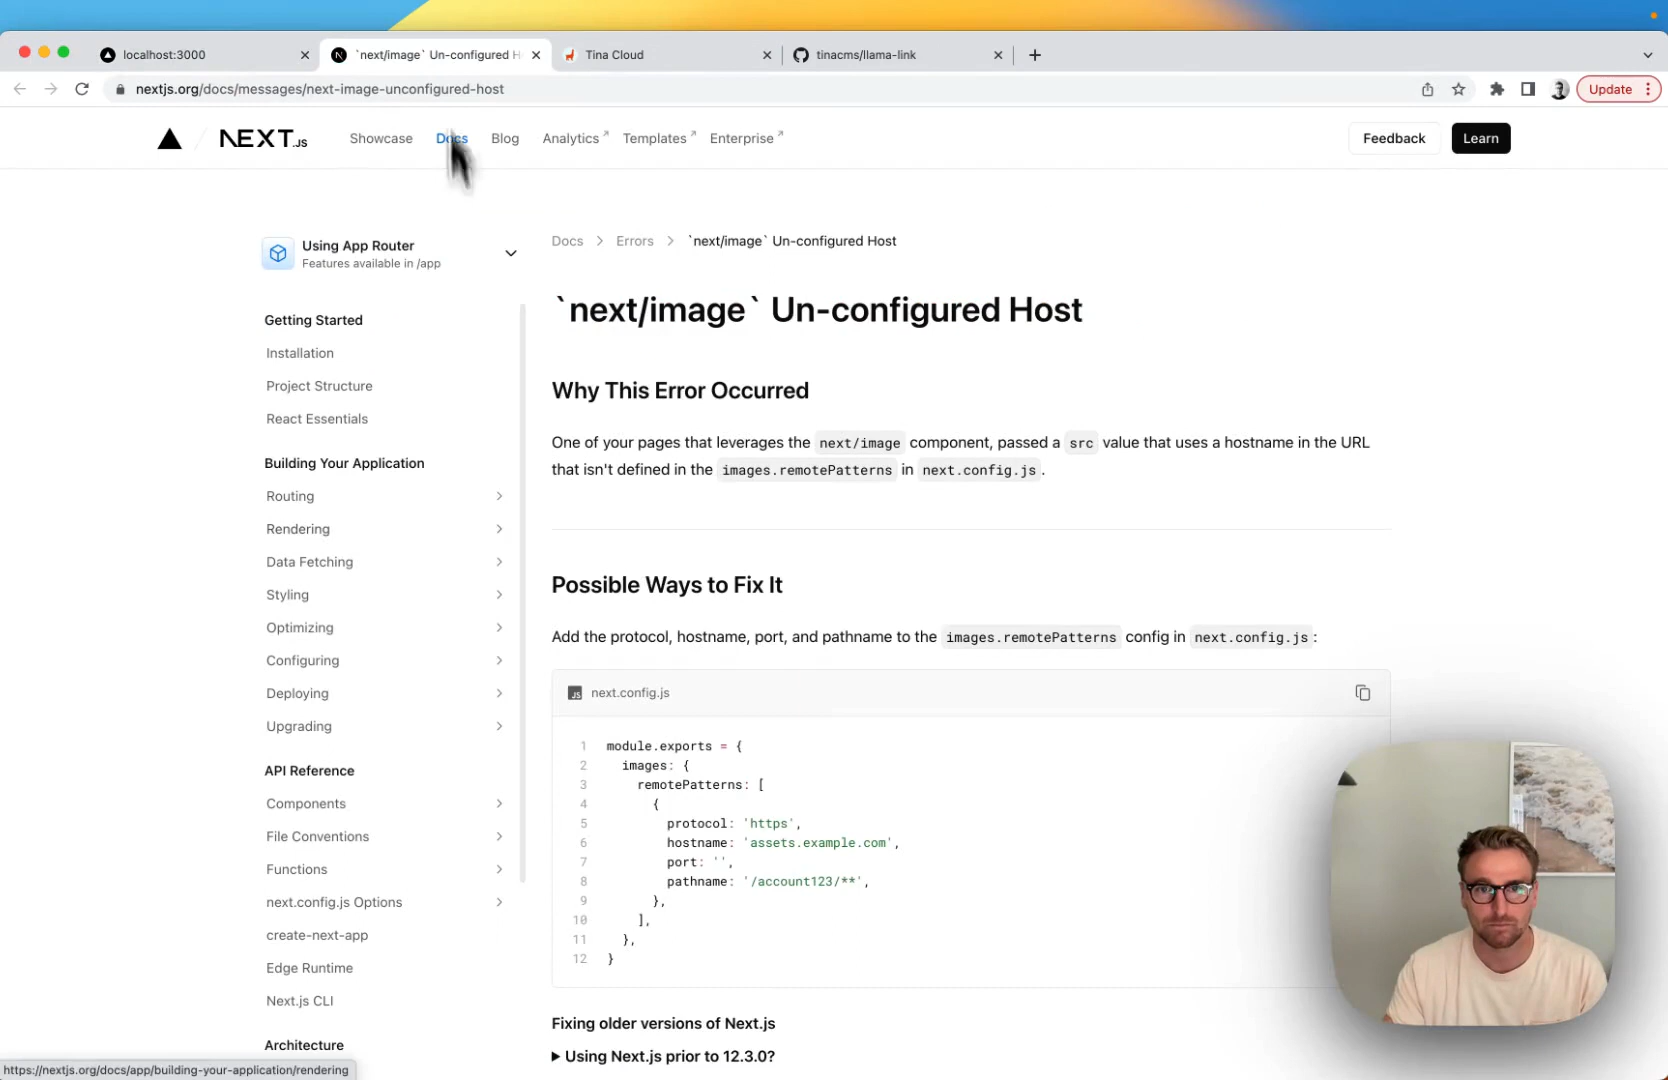 localhost:3000
`next/image` Un-configured H
Tina Cloud
tinacms/llama-link
nextjs.org/docs/messages/next-image-unconfigured-host
Update
NEXT.JS
Showcase
Docs
Blog
Analytics
Templates
Enterprise
Feedback
Learn
Using App Router
Features available in /app
Getting Started
Installation
Project Structure
React Essentials
Building Your Application
Routing
Rendering
Data Fetching
Styling
Optimizing
Configuring
Deploying
Upgrading
API Reference
Components
File Conventions
Functions
next.config.js Options
create-next-app
Edge Runtime
Next.js CLI
Architecture
Docs > Errors > `next/image` Un-configured Host
`next/image` Un-configured Host
Why This Error Occurred
One of your pages that leverages the next/image component, passed a src value that uses a hostname in the URL
that isn't defined in the images.remotePatterns in next.config.js.
Possible Ways to Fix It
Add the protocol, hostname, port, and pathname to the images.remotePatterns config in next.config.js:
JS next.config.js
1 module.exports = {
2 images: {
3 remotePatterns: [
4 {
5 protocol: 'https',
6 hostname: 'assets.example.com',
7 port: '',
8 pathname: '/account123/**',
9 },
10 ],
11 },
12 }
Fixing older versions of Next.js
Using Next.js prior to 12.3.0?
https://nextjs.org/docs/app/building-your-application/rendering